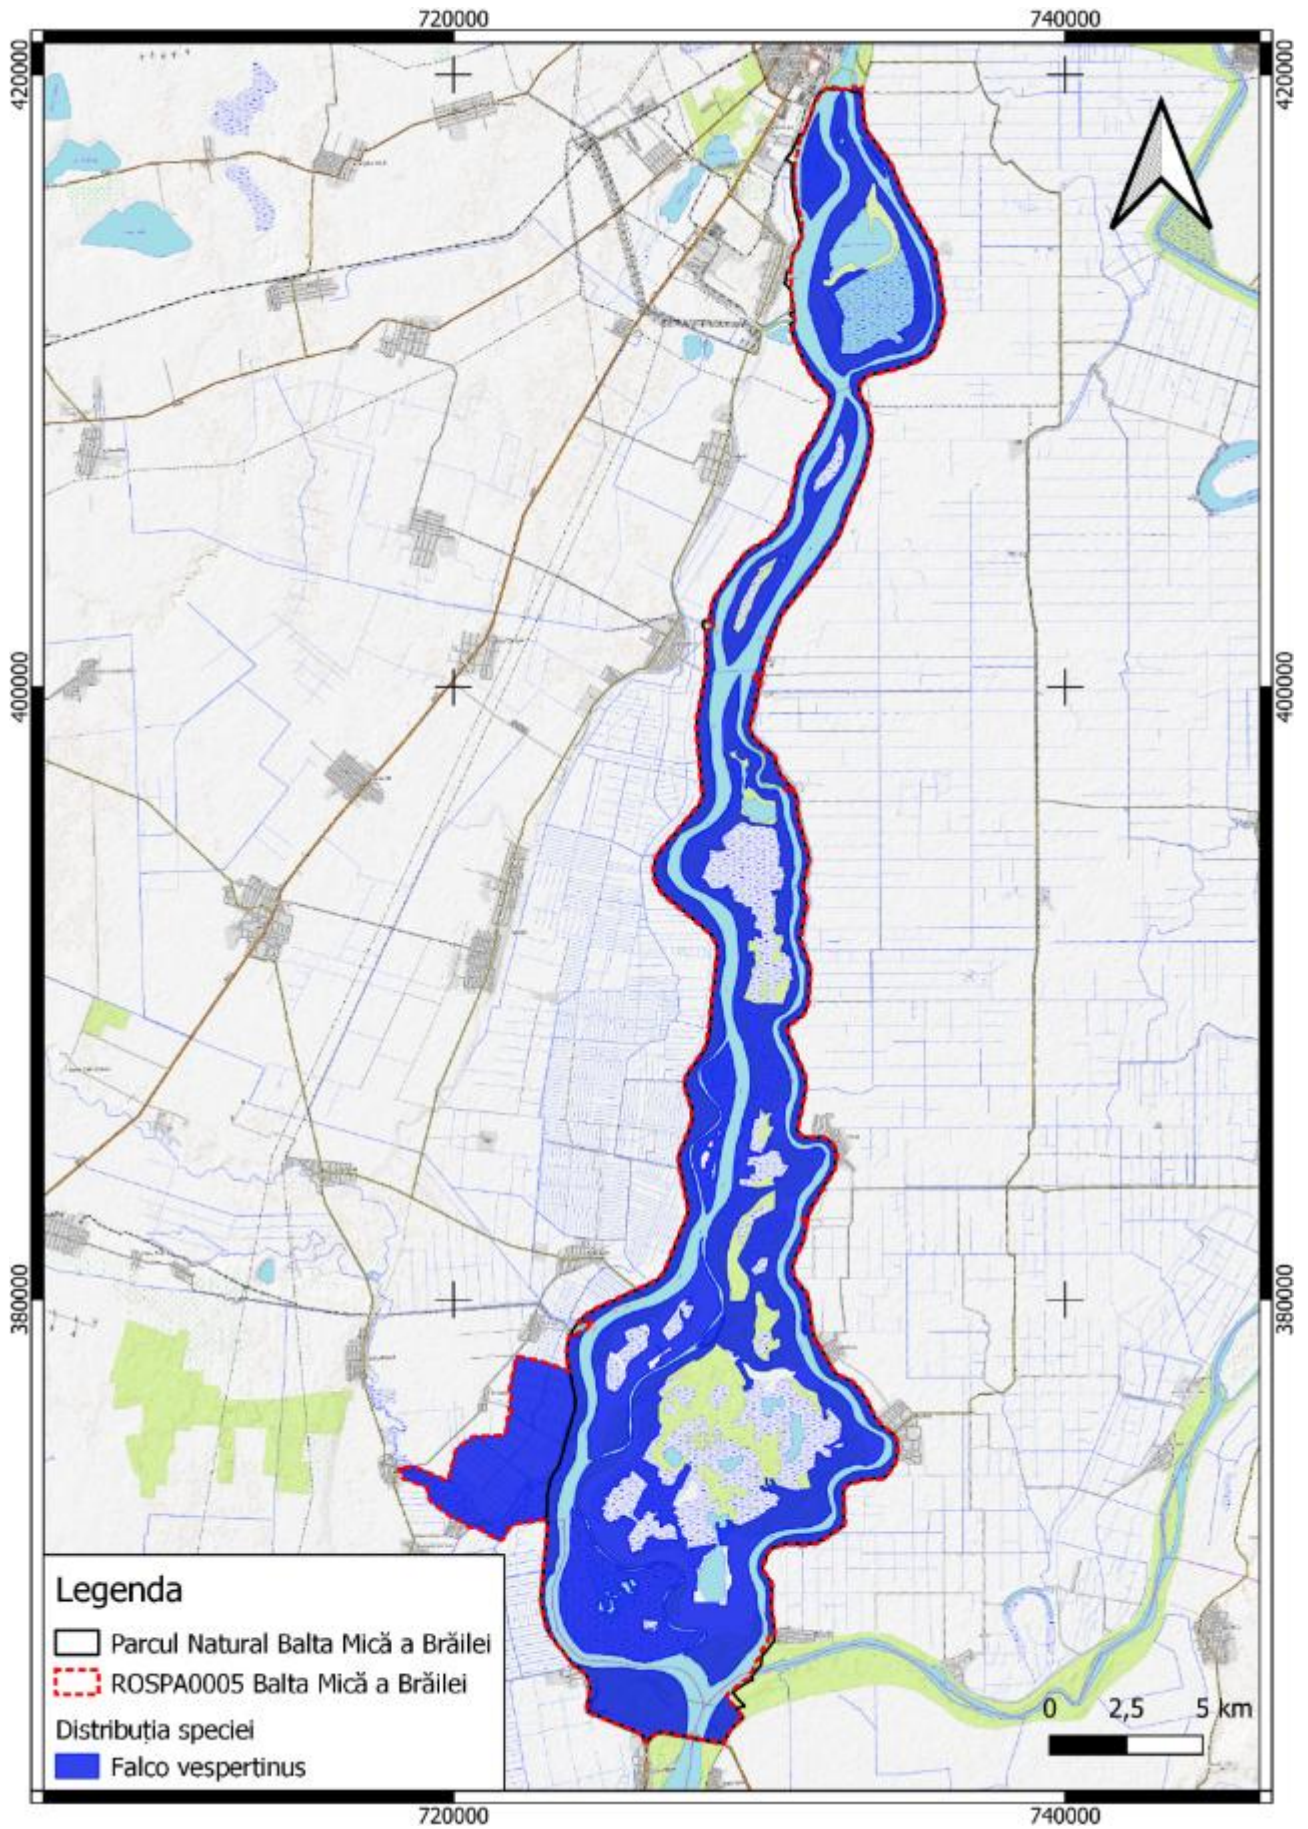 720000 740000
420000 420000
400000 400000
380000 380000
Legenda
Parcul Natural Balta Mică a Brăilei
ROSPA0005 Balta Mică a Brăilei
Distribuția speciei
Falco vespertinus
0 2,5 5 km
720000 740000